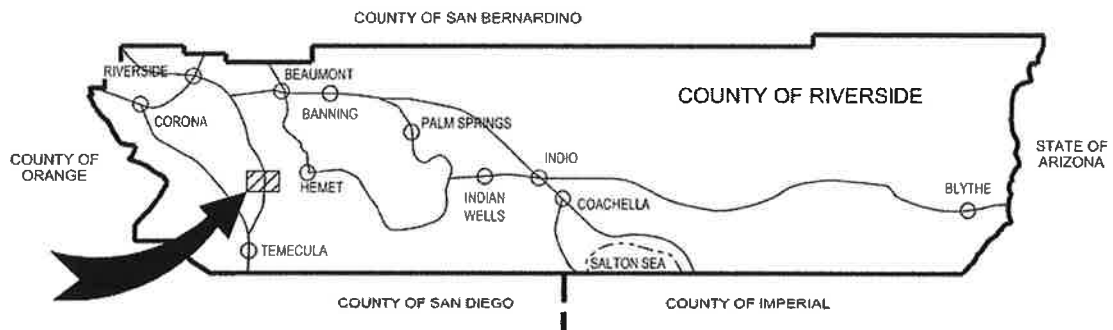 COUNTY OF SAN BERNARDINO
RIVERSIDE
BEAUMONT
COUNTY OF RIVERSIDE
CORONA
BANNING
PALM SPRINGS
COUNTY OF
ORANGE
STATE OF
ARIZONA
HEMET
INDIO
INDIAN
WELLS
COACHELLA
BLYTHE
TEMECULA
SALTON SEA
COUNTY OF SAN DIEGO
COUNTY OF IMPERIAL